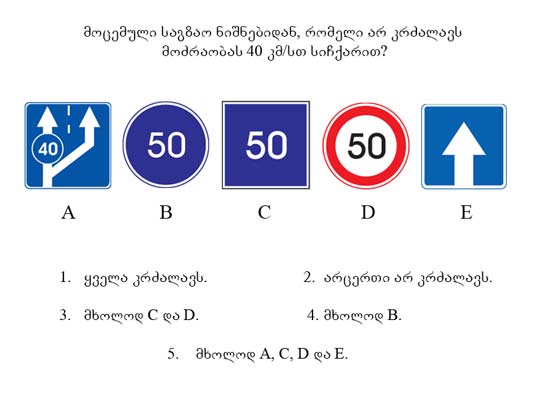 მოცემული საგზაო ნიშნებიდან, რომელი არ კრძალავს
მოძრაობას 40 კმ/სთ სიჩქარით?
40 50 50 50
A B C D E
1. ყველა კრძალავს. 2. არცერთი არ კრძალავს.
3. მხოლოდ C და D. 4. მხოლოდ B.
5. მხოლოდ A, C, D და E.